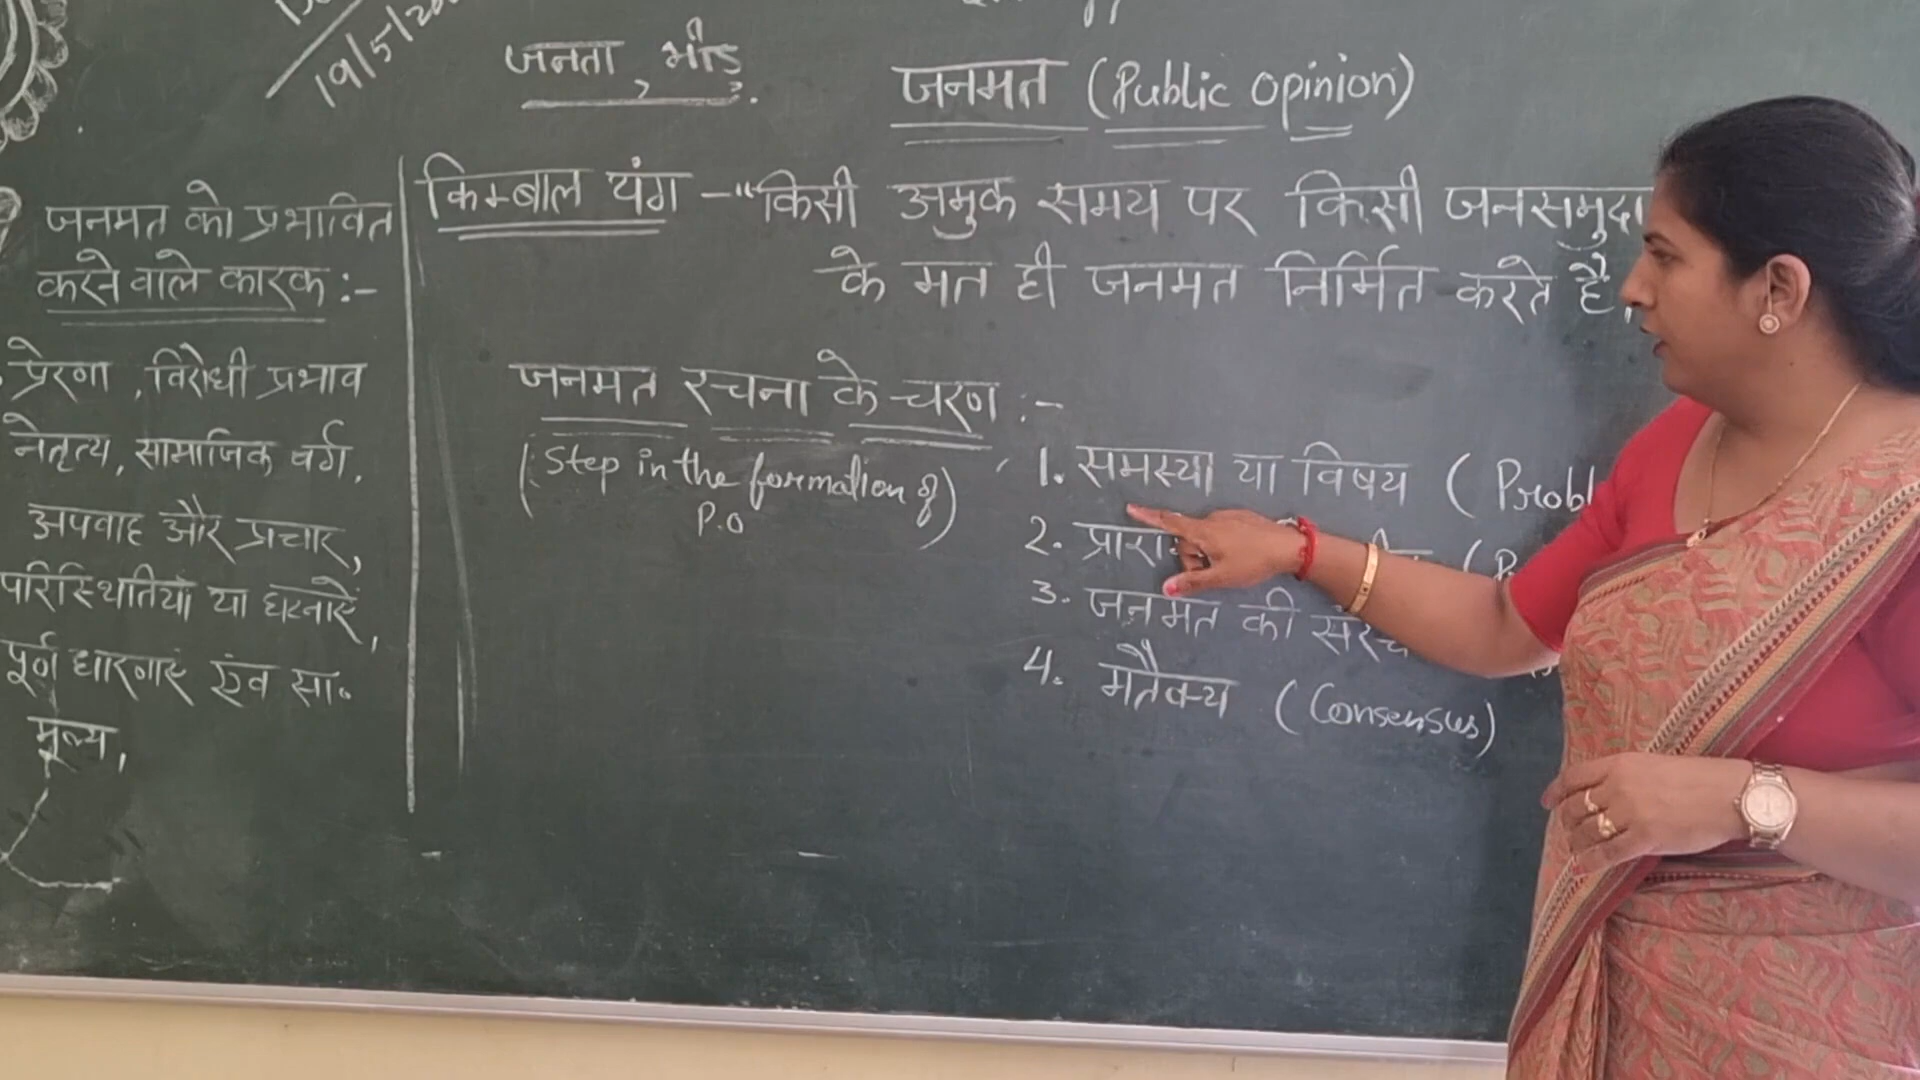 19/5/20
जनता, भीड़.
जनमत (Public Opinion)
जनमत को प्रभावित
करने वाले कारक :-
प्रेरणा, विरोधी प्रभाव
नेतृत्य, सामाजिक वर्ग,
अपवाह और प्रचार,
परिस्थितियां या घटनाएं,
पूर्ण धारणाएं एंव सा.
मूल्य,
किम्बाल यंग - "किसी अमुक समय पर किसी जनसमुदा
के मत ही जनमत निर्मित करते हैं,
जनमत रचना के चरण :-
(Step in the formation of
P.O)
1. समस्या या विषय (Probl
2. प्रारा
3. जनमत की संरच
4. मतैक्य (Consensus)